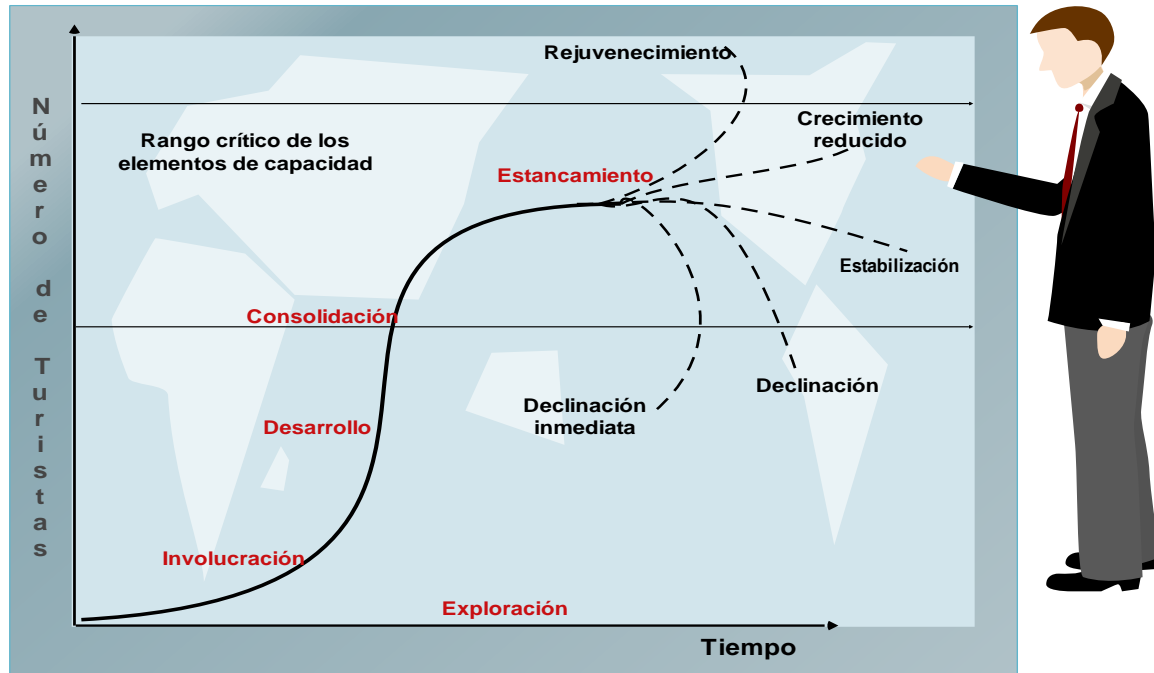 Número de Turistas
Rejuvenecimiento
Crecimiento
reducido
Rango crítico de los
elementos de capacidad
Estancamiento
Estabilización
Consolidación
Declinación
Declinación
inmediata
Desarrollo
Involucración
Exploración
Tiempo